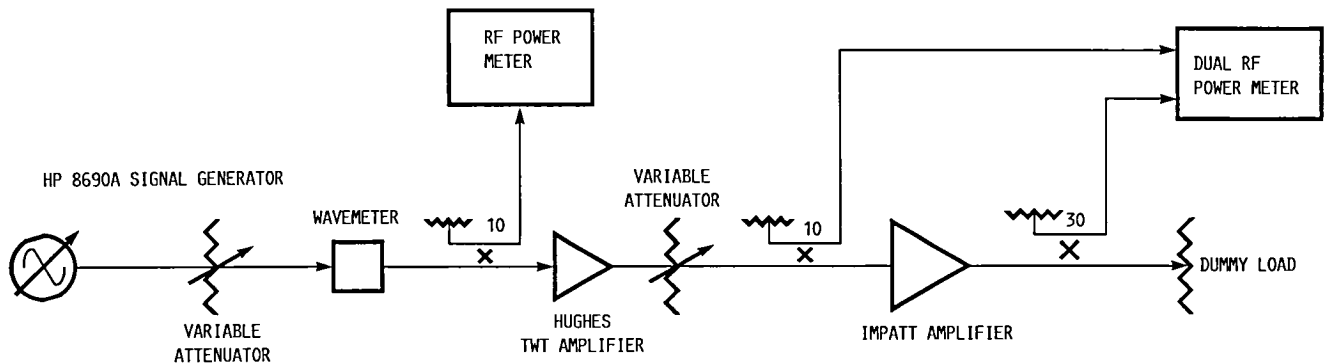 RF POWER
METER
DUAL RF
POWER METER
HP 8690A SIGNAL GENERATOR
VARIABLE
ATTENUATOR
WAVEMETER
10
10
30
DUMMY LOAD
VARIABLE
ATTENUATOR
HUGHES
TWT AMPLIFIER
IMPATT AMPLIFIER